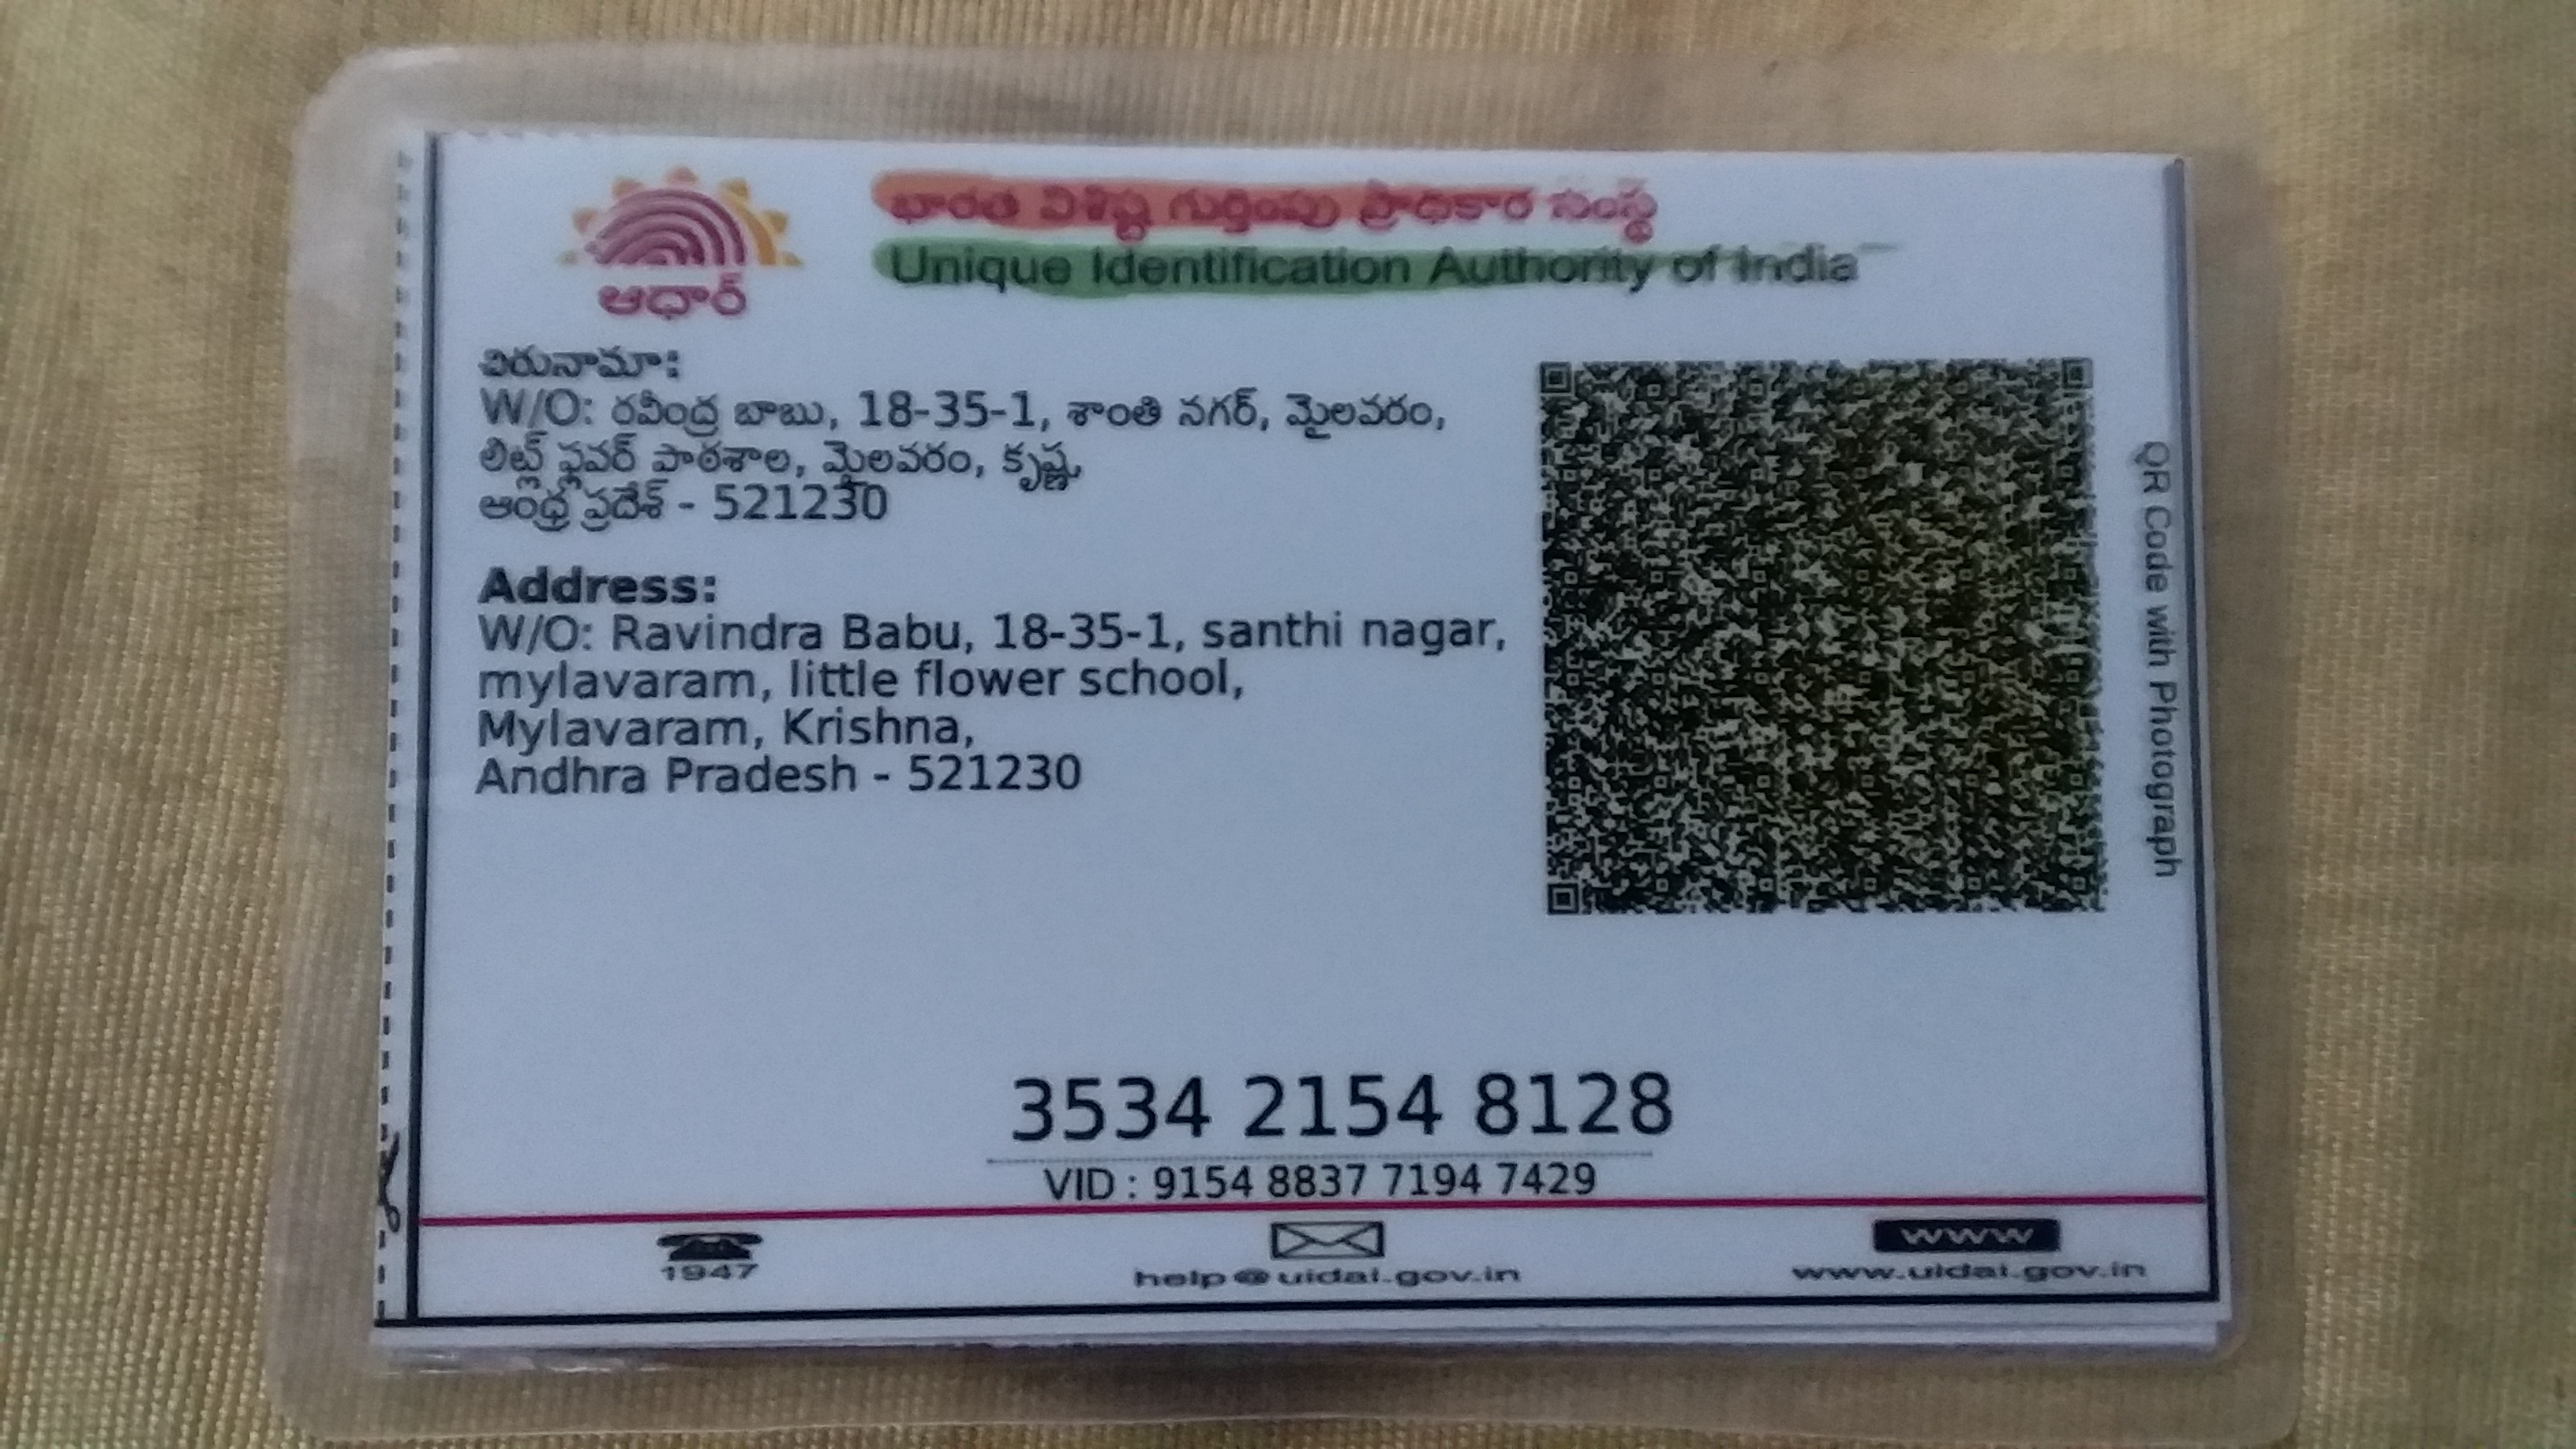 ఆధార్
భారత విశిష్ట గుర్తింపు ప్రాధికార సంస్థ
Unique Identification Authority of India
చిరునామా:
W/O: రవీంద్ర బాబు, 18-35-1, శాంతి నగర్, మైలవరం,
లిట్ల్ ఫ్లవర్ పాఠశాల, మైలవరం, కృష్ణ,
ఆంధ్ర ప్రదేశ్ - 521230
Address:
W/O: Ravindra Babu, 18-35-1, santhi nagar,
mylavaram, little flower school,
Mylavaram, Krishna,
Andhra Pradesh - 521230
QR Code with Photograph
3534 2154 8128
VID : 9154 8837 7194 7429
1947
help@uidai.gov.in
www
www.uidai.gov.in